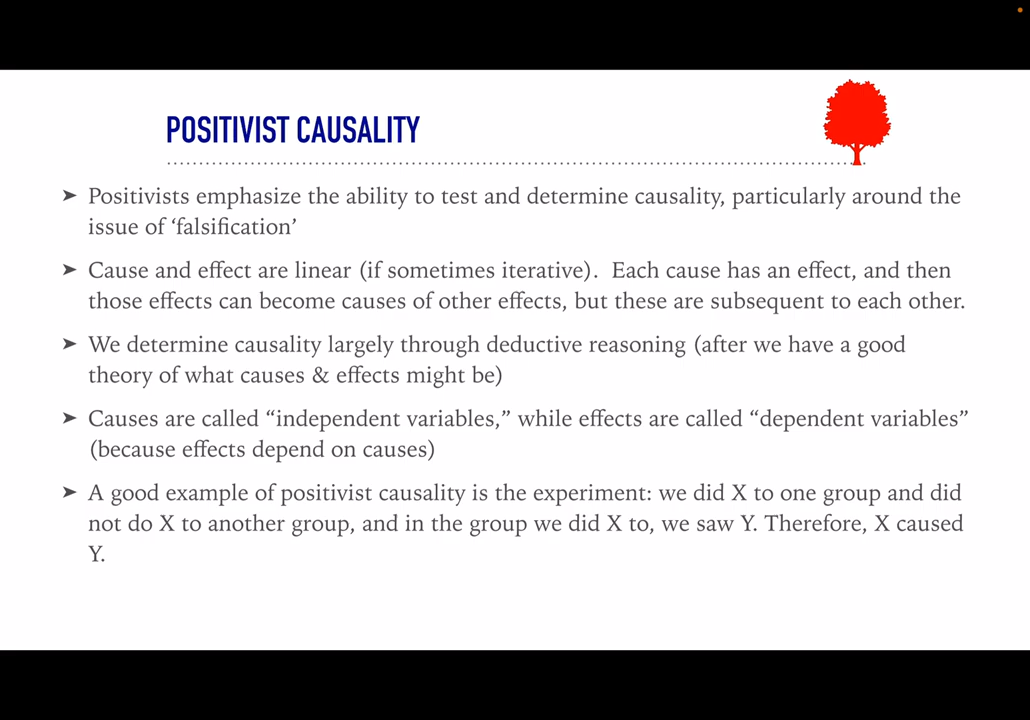 POSITIVIST CAUSALITY
➤ Positivists emphasize the ability to test and determine causality, particularly around the
issue of ‘falsification’
➤ Cause and effect are linear (if sometimes iterative).  Each cause has an effect, and then
those effects can become causes of other effects, but these are subsequent to each other.
➤ We determine causality largely through deductive reasoning (after we have a good
theory of what causes & effects might be)
➤ Causes are called “independent variables,” while effects are called “dependent variables”
(because effects depend on causes)
➤ A good example of positivist causality is the experiment: we did X to one group and did
not do X to another group, and in the group we did X to, we saw Y. Therefore, X caused
Y.